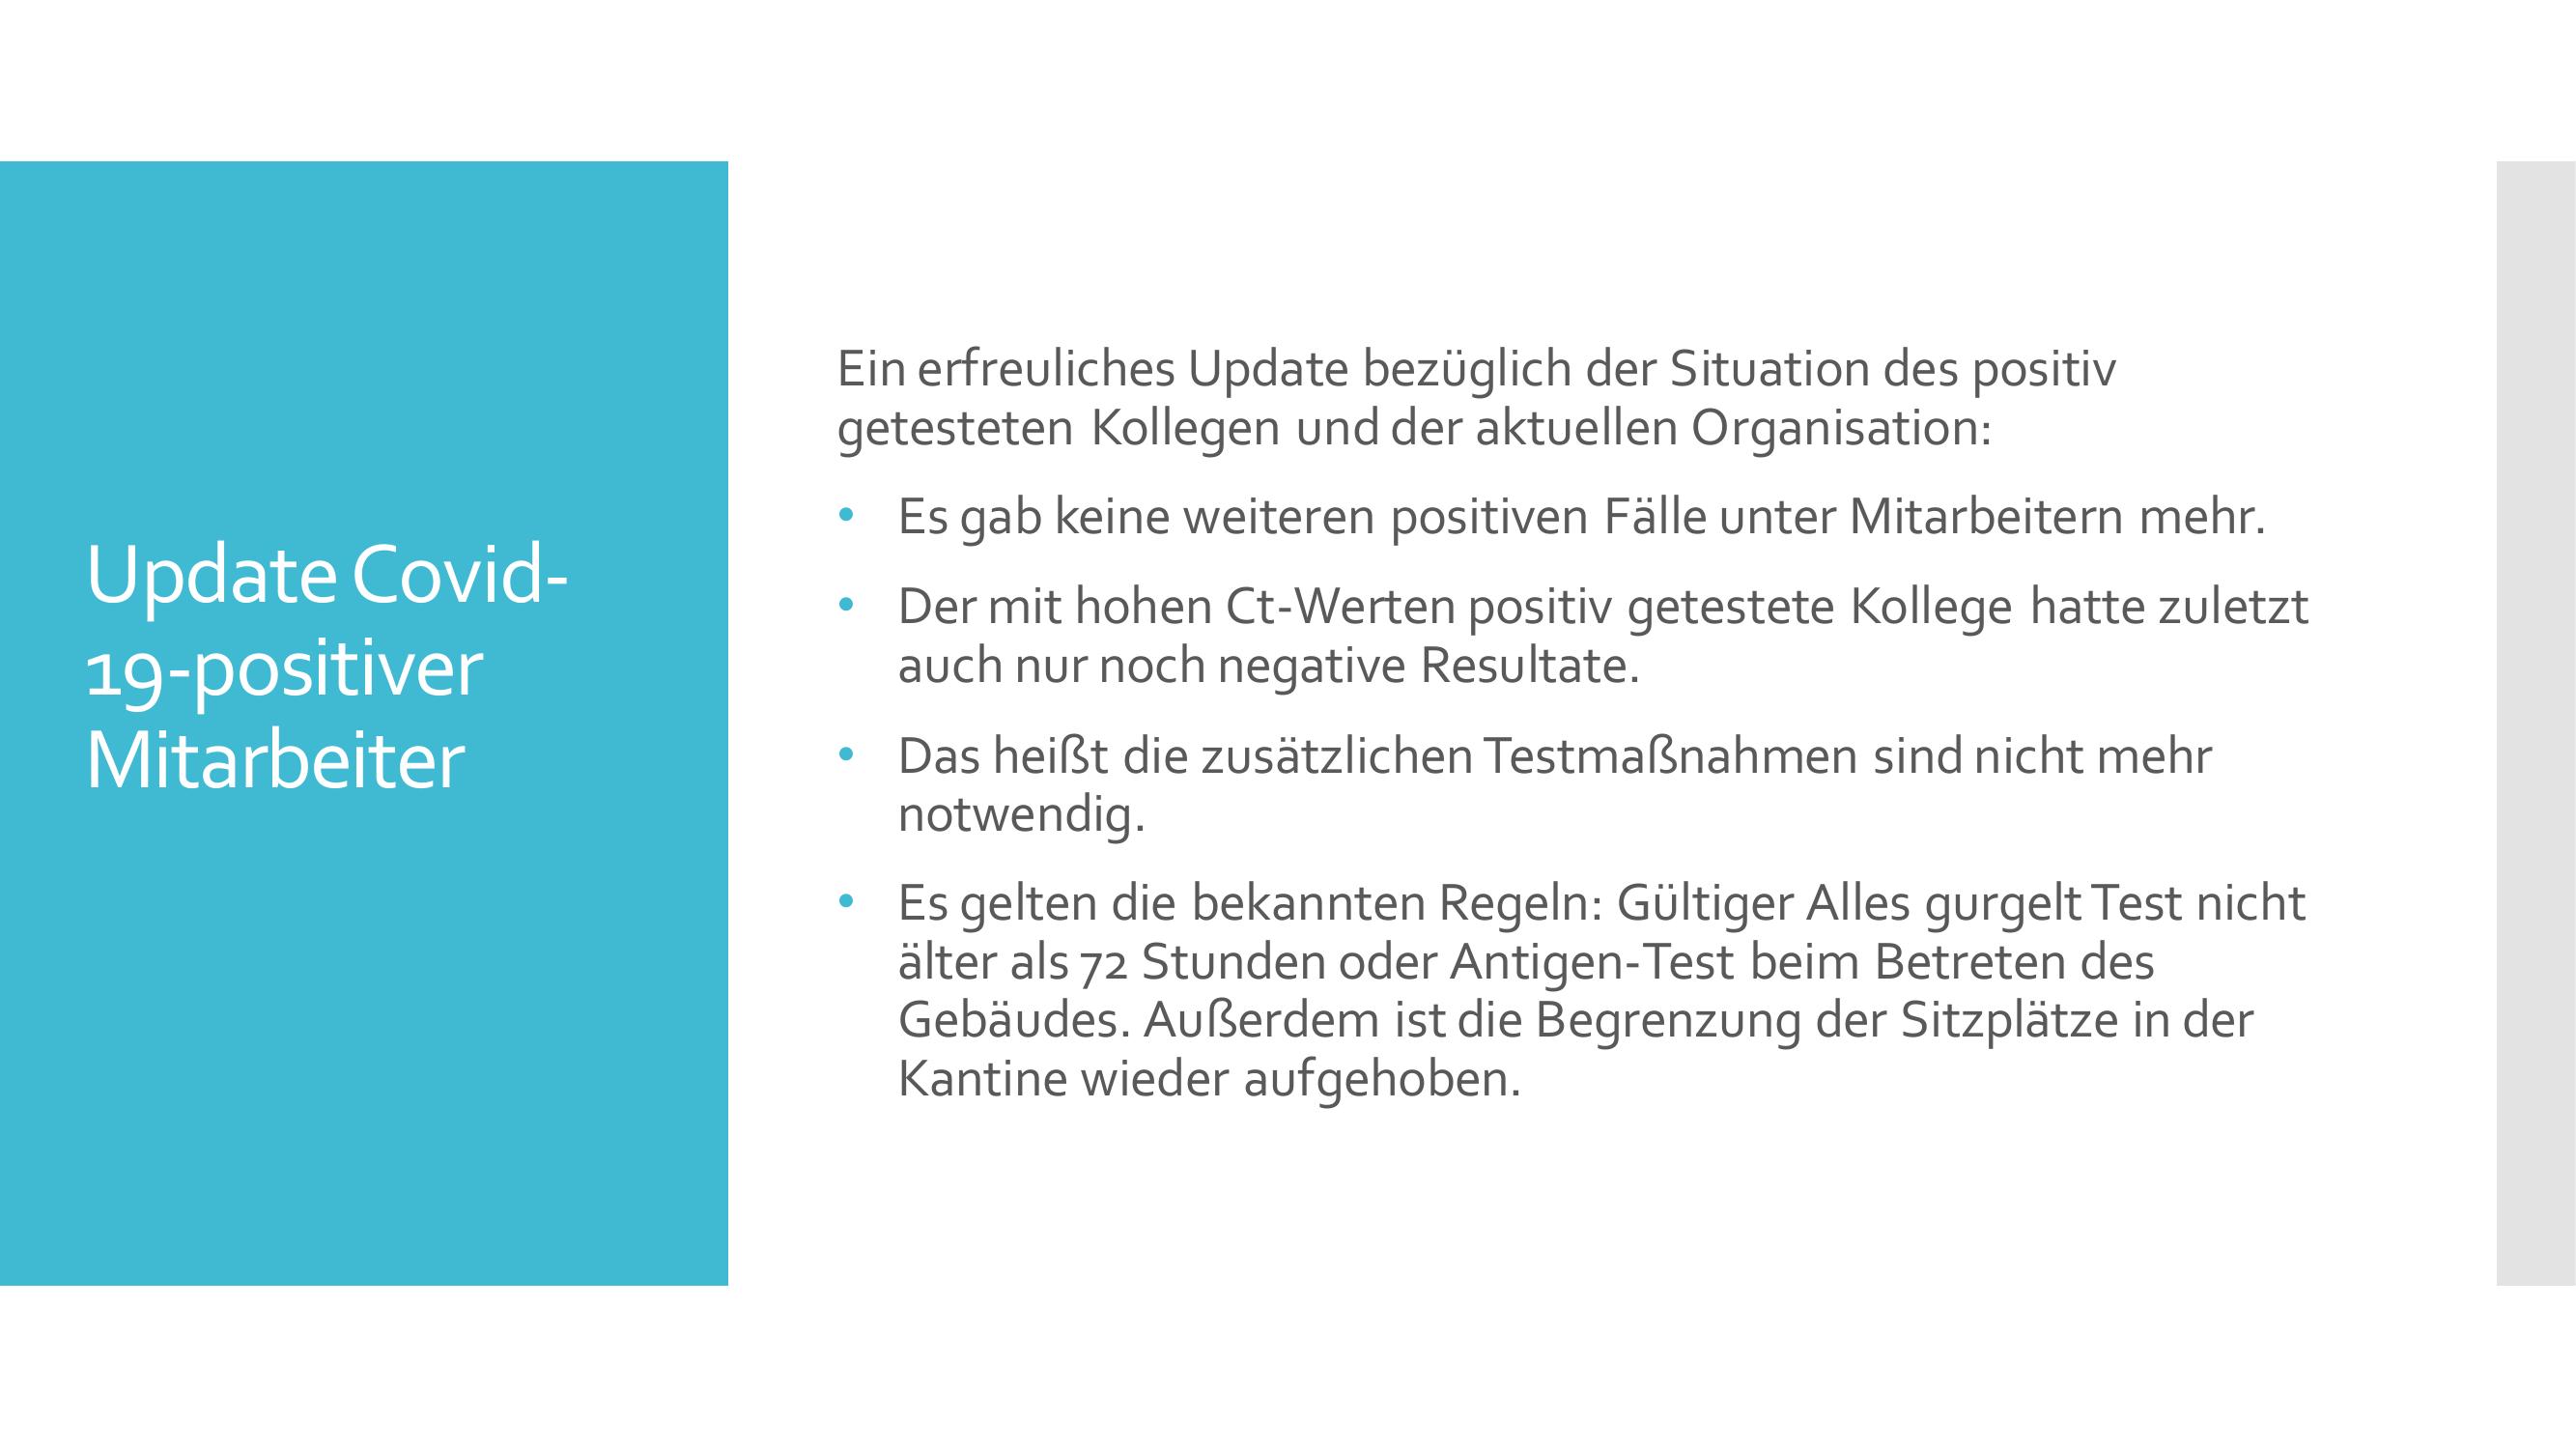 Update Covid-
19-positiver
Mitarbeiter
Ein erfreuliches Update bezüglich der Situation des positiv
getesteten Kollegen und der aktuellen Organisation:
• Es gab keine weiteren positiven Fälle unter Mitarbeitern mehr.
• Der mit hohen Ct-Werten positiv getestete Kollege hatte zuletzt
auch nur noch negative Resultate.
• Das heißt die zusätzlichen Testmaßnahmen sind nicht mehr
notwendig.
• Es gelten die bekannten Regeln: Gültiger Alles gurgelt Test nicht
älter als 72 Stunden oder Antigen-Test beim Betreten des
Gebäudes. Außerdem ist die Begrenzung der Sitzplätze in der
Kantine wieder aufgehoben.